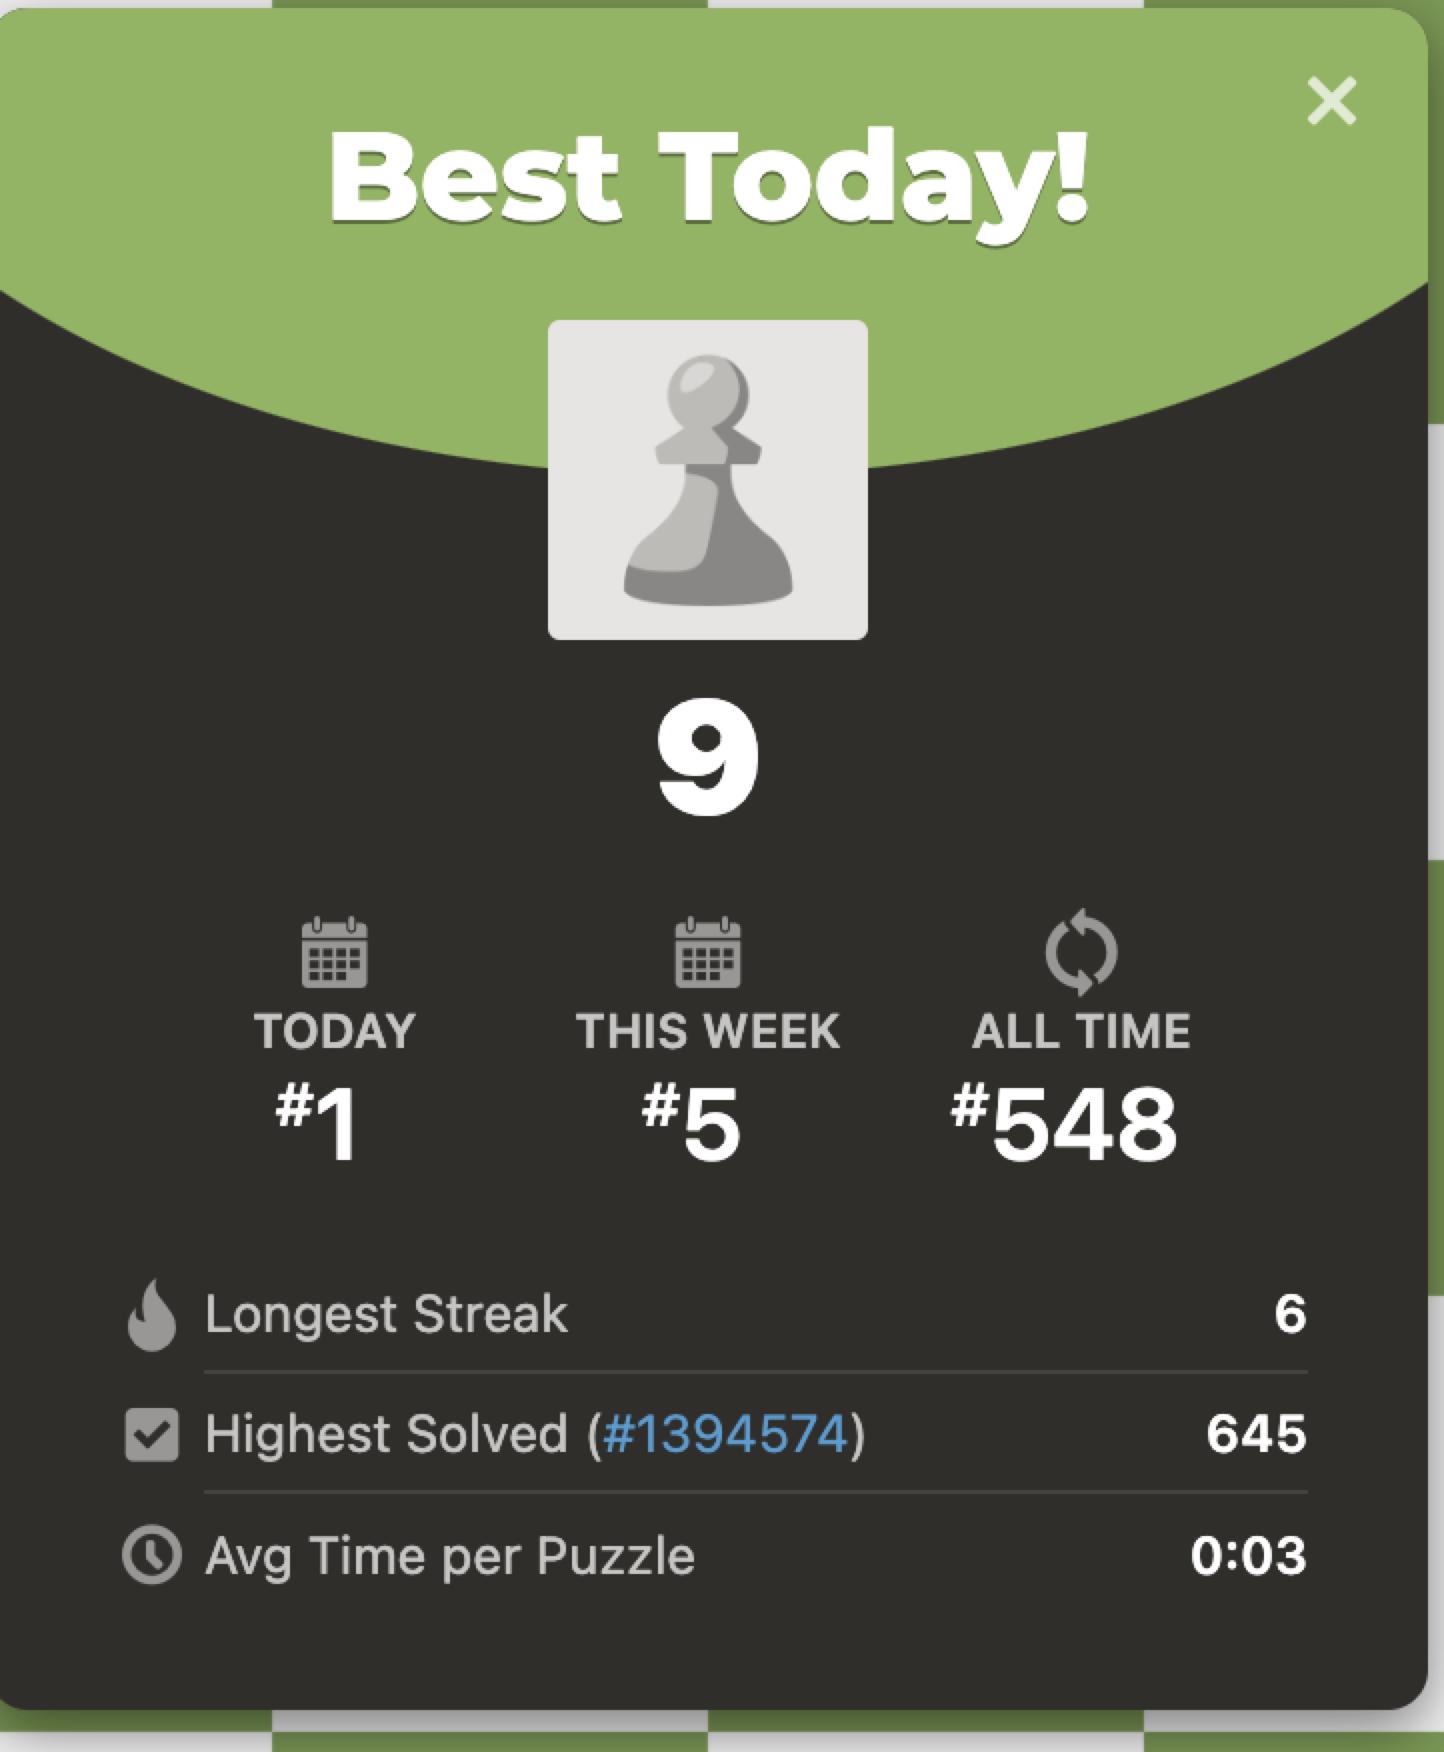 Best Today!
9
TODAY
THIS WEEK
ALL TIME
#1
#5
#548
Longest Streak 6
Highest Solved (#1394574) 645
Avg Time per Puzzle 0:03